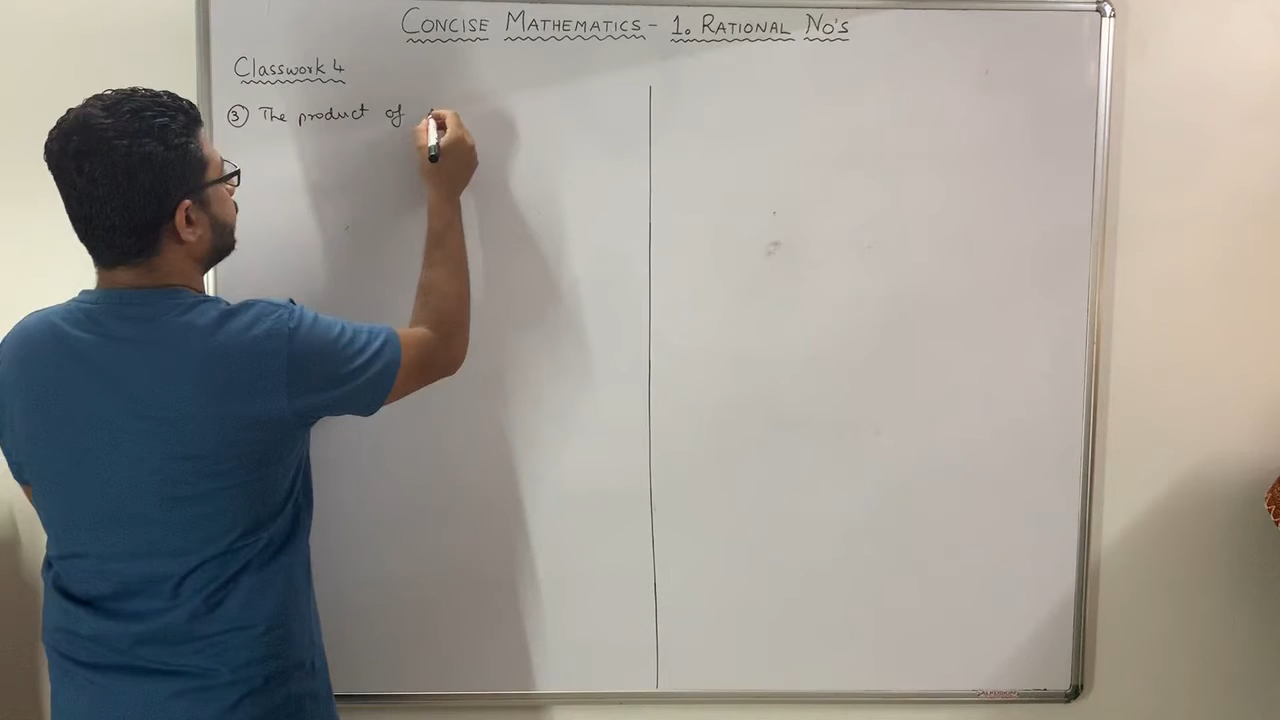 CONCISE MATHEMATICS - 1. RATIONAL NO'S
Classwork 4
③ The product of